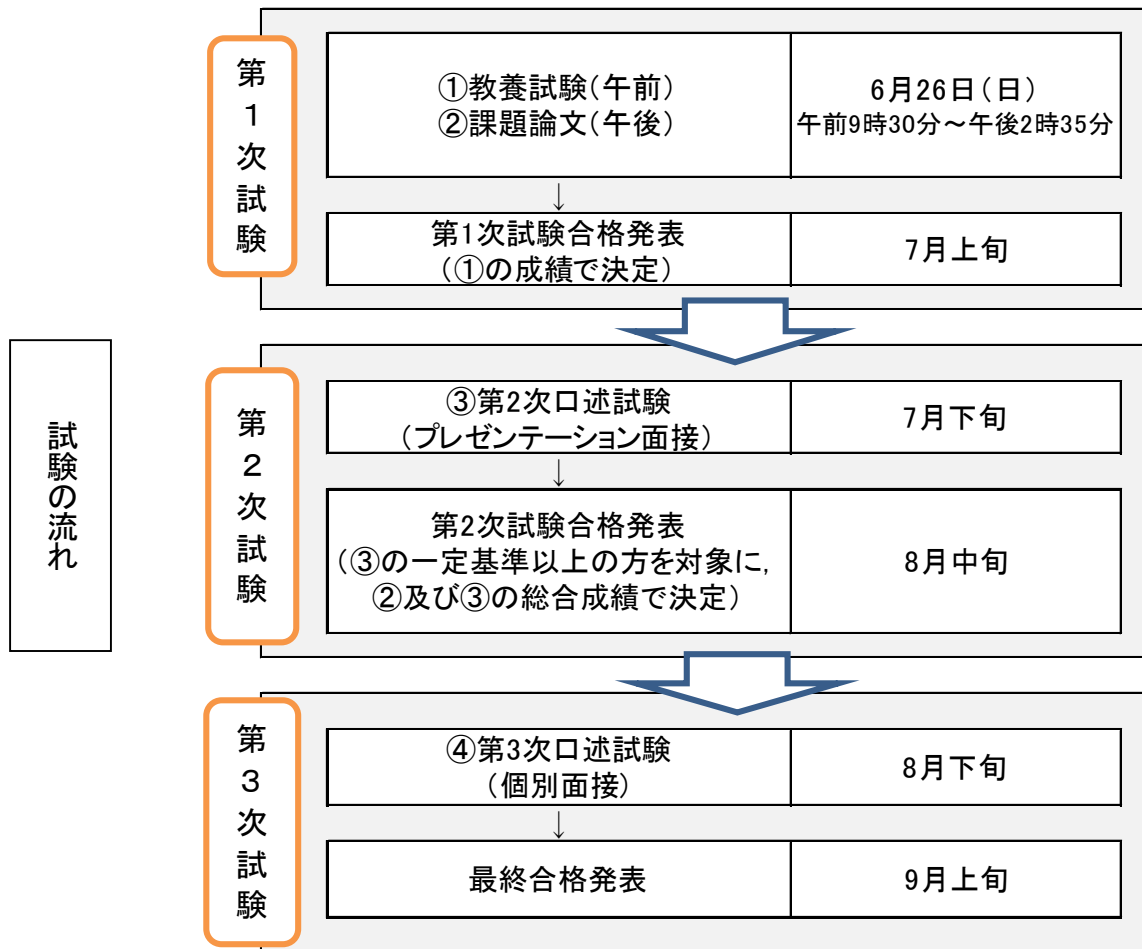 試験の流れ
第1次試験
①教養試験(午前)
②課題論文(午後)
6月26日(日)
午前9時30分～午後2時35分
↓
第1次試験合格発表
(①の成績で決定)
7月上旬
第2次試験
③第2次口述試験
(プレゼンテーション面接)
7月下旬
↓
第2次試験合格発表
(③の一定基準以上の方を対象に,
②及び③の総合成績で決定)
8月中旬
第3次試験
④第3次口述試験
(個別面接)
8月下旬
↓
最終合格発表
9月上旬